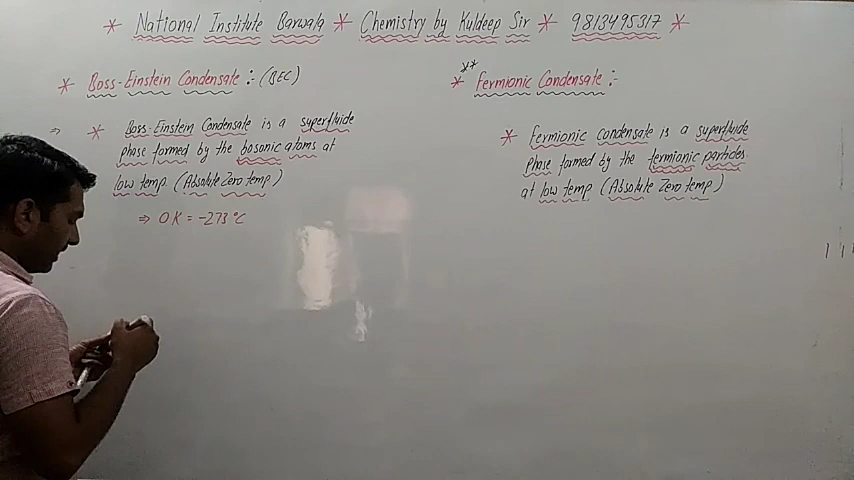 * National Institute Barwala * Chemistry by Kuldeep Sir * 9813495317 *
* Boss-Einstein Condensate :- (BEC)
⇒ * Boss-Einstein Condensate is a superfluide
phase formed by the bosonic atoms at
low temp (Absolute Zero temp)
⇒ 0 K = -273 °C
*** Fermionic Condensate :-
* Fermionic condensate is a superfluide
phase formed by the fermionic particles
at low temp (Absolute Zero temp)